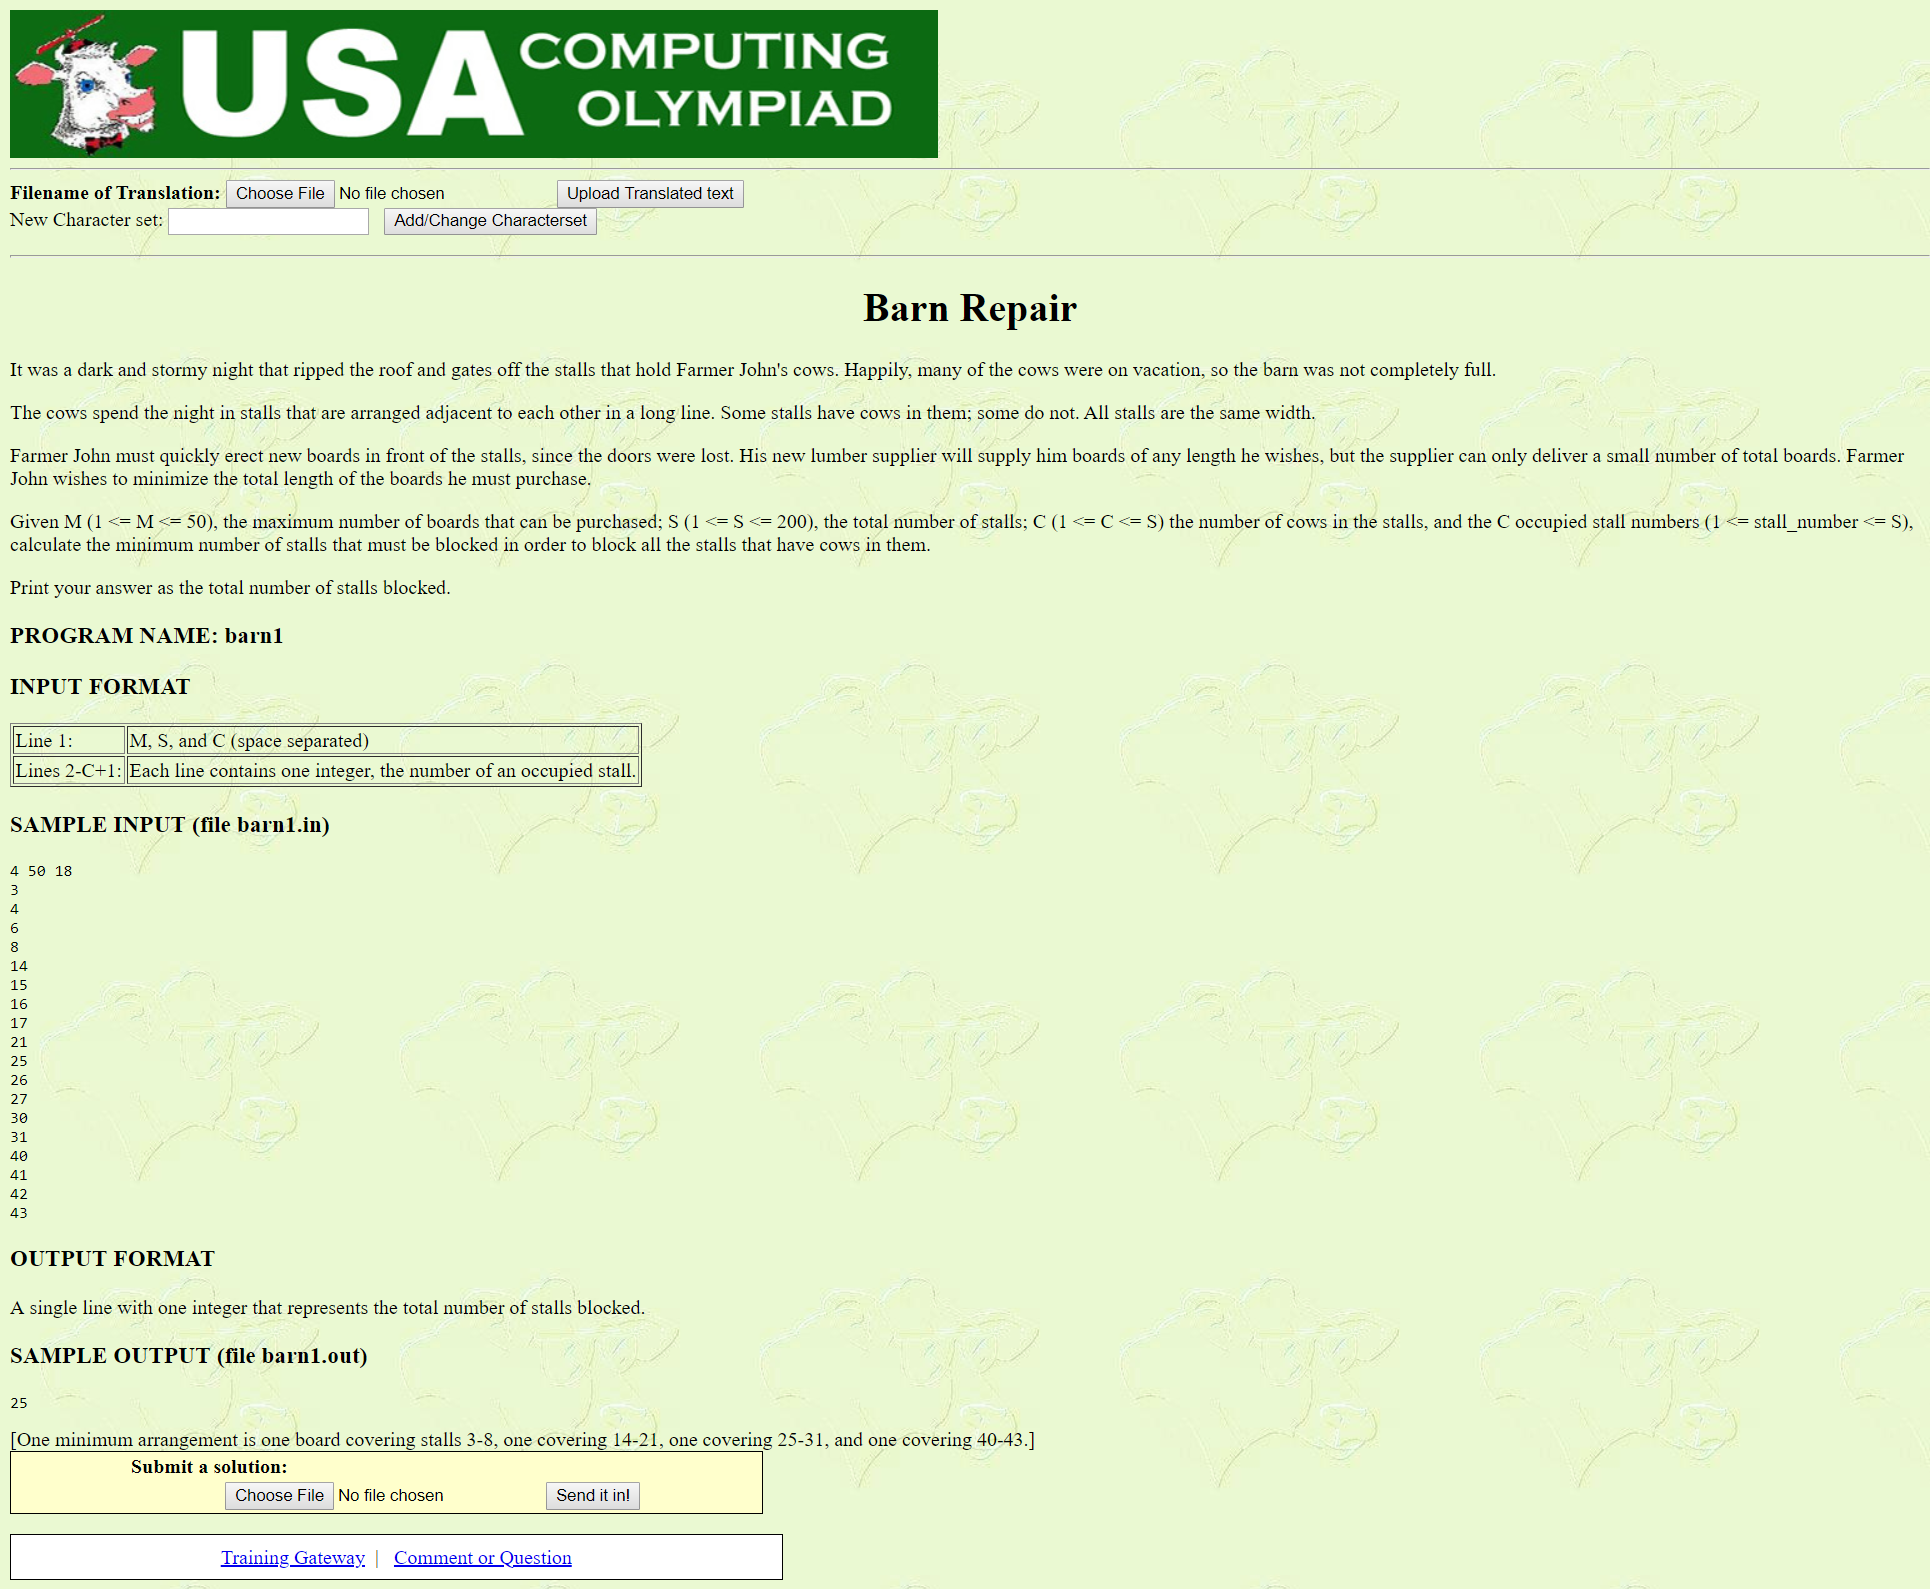 USA COMPUTING OLYMPIAD
Filename of Translation: Choose File No file chosen Upload Translated text
New Character set: Add/Change Characterset
Barn Repair
It was a dark and stormy night that ripped the roof and gates off the stalls that hold Farmer John's cows. Happily, many of the cows were on vacation, so the barn was not completely full.
The cows spend the night in stalls that are arranged adjacent to each other in a long line. Some stalls have cows in them; some do not. All stalls are the same width.
Farmer John must quickly erect new boards in front of the stalls, since the doors were lost. His new lumber supplier will supply him boards of any length he wishes, but the supplier can only deliver a small number of total boards. Farmer
John wishes to minimize the total length of the boards he must purchase.
Given M (1 <= M <= 50), the maximum number of boards that can be purchased; S (1 <= S <= 200), the total number of stalls; C (1 <= C <= S) the number of cows in the stalls, and the C occupied stall numbers (1 <= stall_number <= S),
calculate the minimum number of stalls that must be blocked in order to block all the stalls that have cows in them.
Print your answer as the total number of stalls blocked.
PROGRAM NAME: barn1
INPUT FORMAT
Line 1: M, S, and C (space separated)
Lines 2-C+1: Each line contains one integer, the number of an occupied stall.
SAMPLE INPUT (file barn1.in)
4 50 18
3
4
6
8
14
15
16
17
21
25
26
27
30
31
40
41
42
43
OUTPUT FORMAT
A single line with one integer that represents the total number of stalls blocked.
SAMPLE OUTPUT (file barn1.out)
25
[One minimum arrangement is one board covering stalls 3-8, one covering 14-21, one covering 25-31, and one covering 40-43.]
Submit a solution:
Choose File No file chosen Send it in!
Training Gateway | Comment or Question